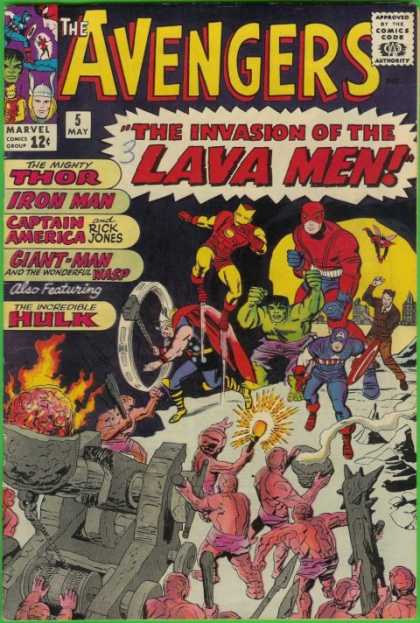 THE AVENGERS
APPROVED
BY THE
COMICS
CODE
CA
AUTHORITY
MARVEL
COMICS
GROUP 12¢
5
MAY
3
"THE INVASION OF THE
LAVA MEN!"
THE MIGHTY
THOR
IRON MAN
CAPTAIN and
AMERICA RICK
JONES
GIANT-MAN
AND THE WONDERFUL WASP
Also Featuring
THE INCREDIBLE
HULK